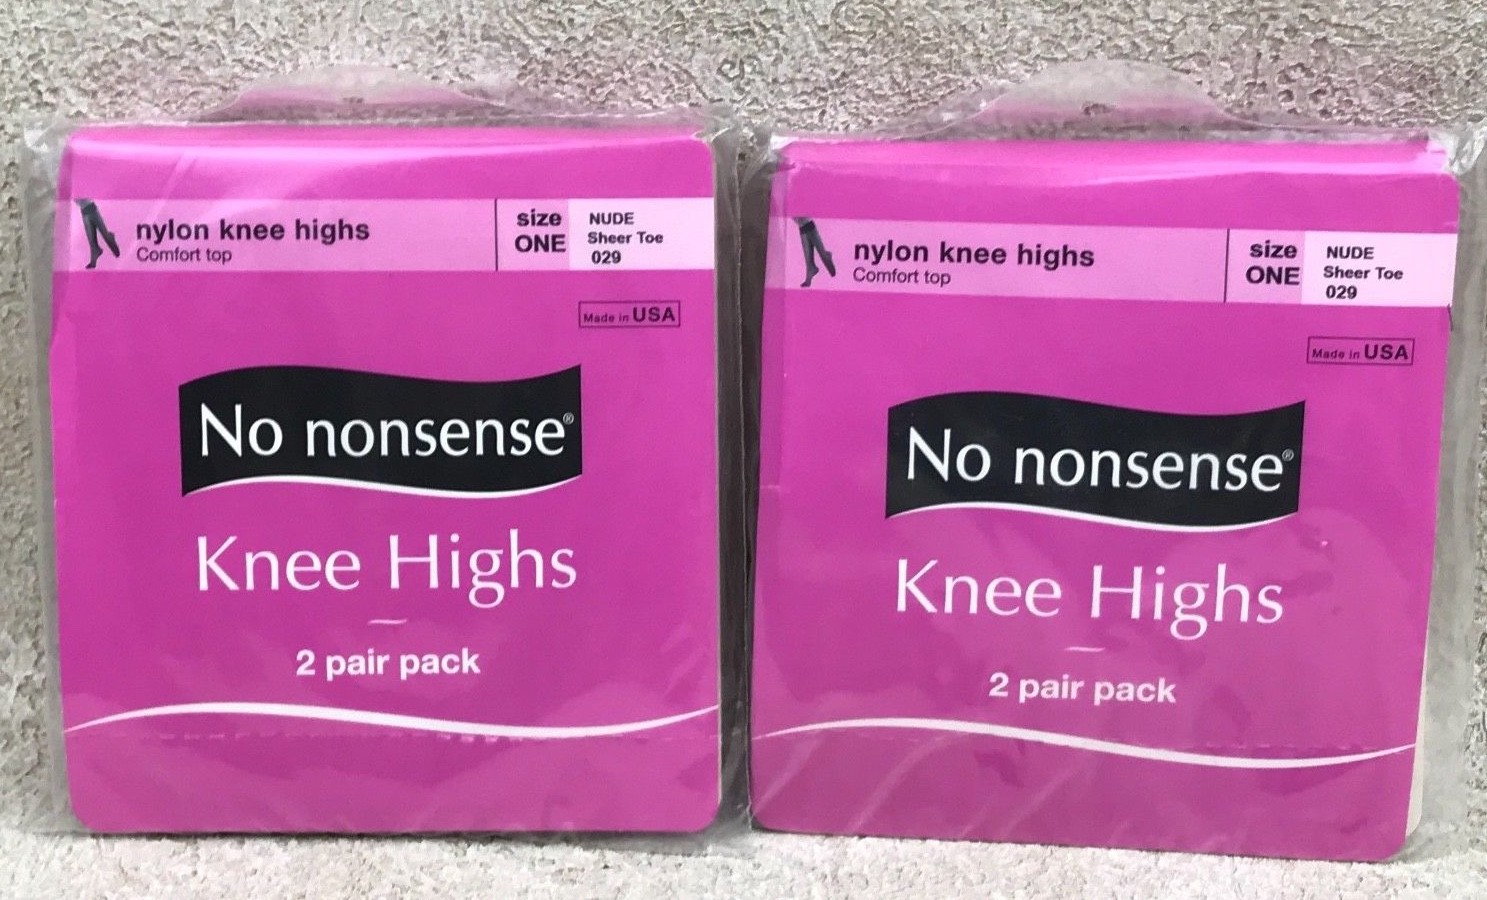 nylon knee highs
Comfort top
size
ONE
NUDE
Sheer Toe
029
Made in USA
No nonsense®
Knee Highs
2 pair pack
nylon knee highs
Comfort top
size
ONE
NUDE
Sheer Toe
029
Made in USA
No nonsense®
Knee Highs
2 pair pack